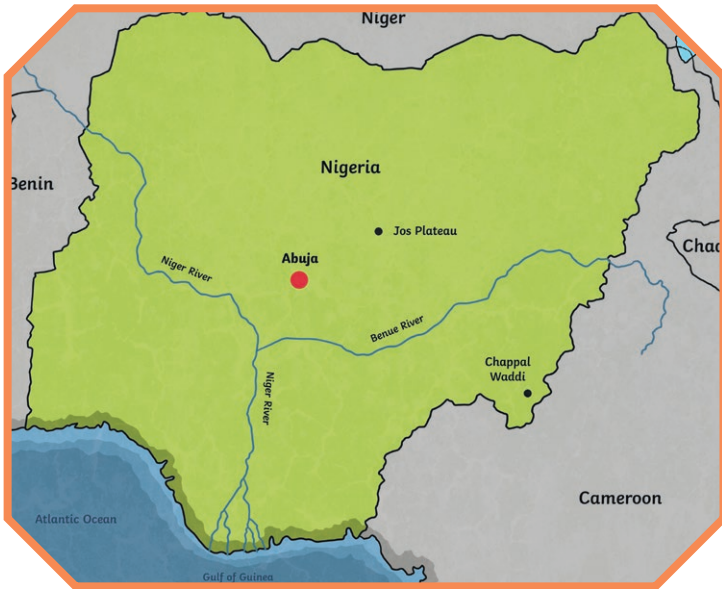 Niger
Nigeria
Benin
Jos Plateau
Chad
Abuja
Niger River
Benue River
Chappal
Waddi
Niger River
Cameroon
Atlantic Ocean
Gulf of Guinea